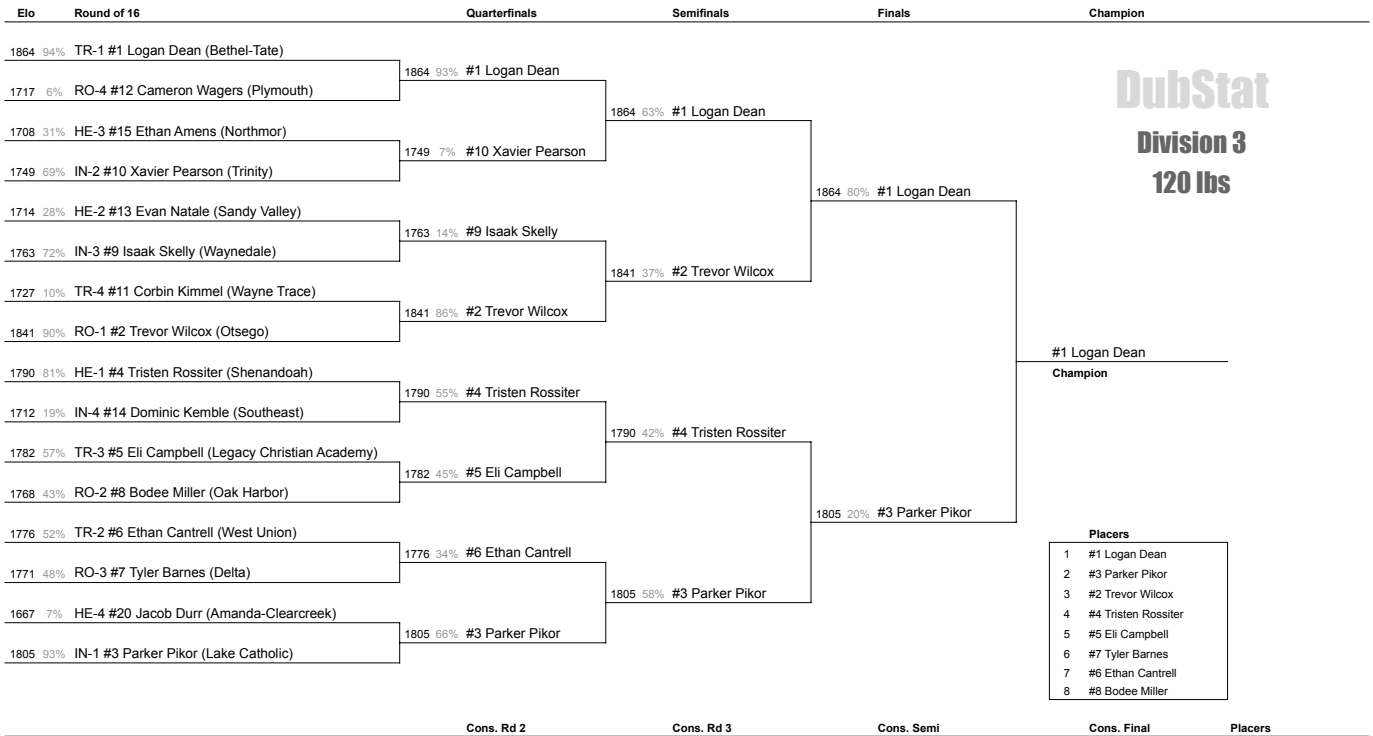 Elo Round of 16 Quarterfinals Semifinals Finals Champion
1864 94% TR-1 #1 Logan Dean (Bethel-Tate)
1864 93% #1 Logan Dean
1717 6% RO-4 #12 Cameron Wagers (Plymouth)
1864 63% #1 Logan Dean
1708 31% HE-3 #15 Ethan Amens (Northmor)
1749 7% #10 Xavier Pearson
1749 69% IN-2 #10 Xavier Pearson (Trinity)
1864 80% #1 Logan Dean
1714 28% HE-2 #13 Evan Natale (Sandy Valley)
1763 14% #9 Isaak Skelly
1763 72% IN-3 #9 Isaak Skelly (Waynedale)
1841 37% #2 Trevor Wilcox
1727 10% TR-4 #11 Corbin Kimmel (Wayne Trace)
1841 86% #2 Trevor Wilcox
1841 90% RO-1 #2 Trevor Wilcox (Otsego)
#1 Logan Dean
Champion
1790 81% HE-1 #4 Tristen Rossiter (Shenandoah)
1790 55% #4 Tristen Rossiter
1712 19% IN-4 #14 Dominic Kemble (Southeast)
1790 42% #4 Tristen Rossiter
1782 57% TR-3 #5 Eli Campbell (Legacy Christian Academy)
1782 45% #5 Eli Campbell
1768 43% RO-2 #8 Bodee Miller (Oak Harbor)
1805 20% #3 Parker Pikor
1776 52% TR-2 #6 Ethan Cantrell (West Union)
1776 34% #6 Ethan Cantrell
1771 48% RO-3 #7 Tyler Barnes (Delta)
1805 58% #3 Parker Pikor
1667 7% HE-4 #20 Jacob Durr (Amanda-Clearcreek)
1805 66% #3 Parker Pikor
1805 93% IN-1 #3 Parker Pikor (Lake Catholic)
DubStat
Division 3
120 lbs
Placers
1 #1 Logan Dean
2 #3 Parker Pikor
3 #2 Trevor Wilcox
4 #4 Tristen Rossiter
5 #5 Eli Campbell
6 #7 Tyler Barnes
7 #6 Ethan Cantrell
8 #8 Bodee Miller
Cons. Rd 2 Cons. Rd 3 Cons. Semi Cons. Final Placers